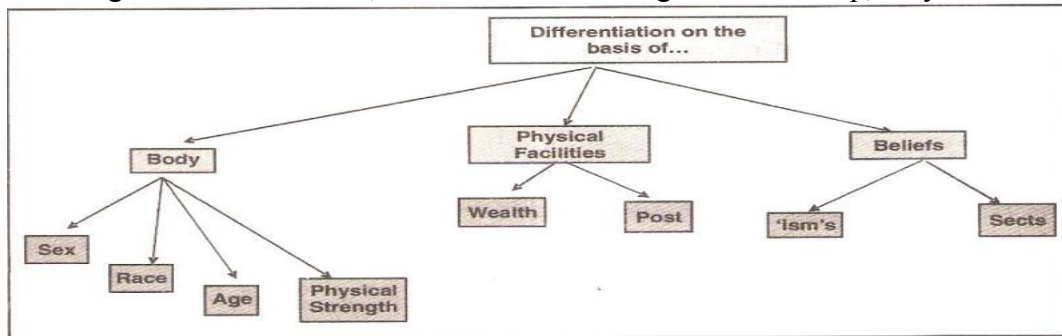 Differentiation on the
basis of...
Body
Physical
Facilities
Beliefs
Wealth
Post
'Ism's
Sects
Sex
Race
Age
Physical
Strength